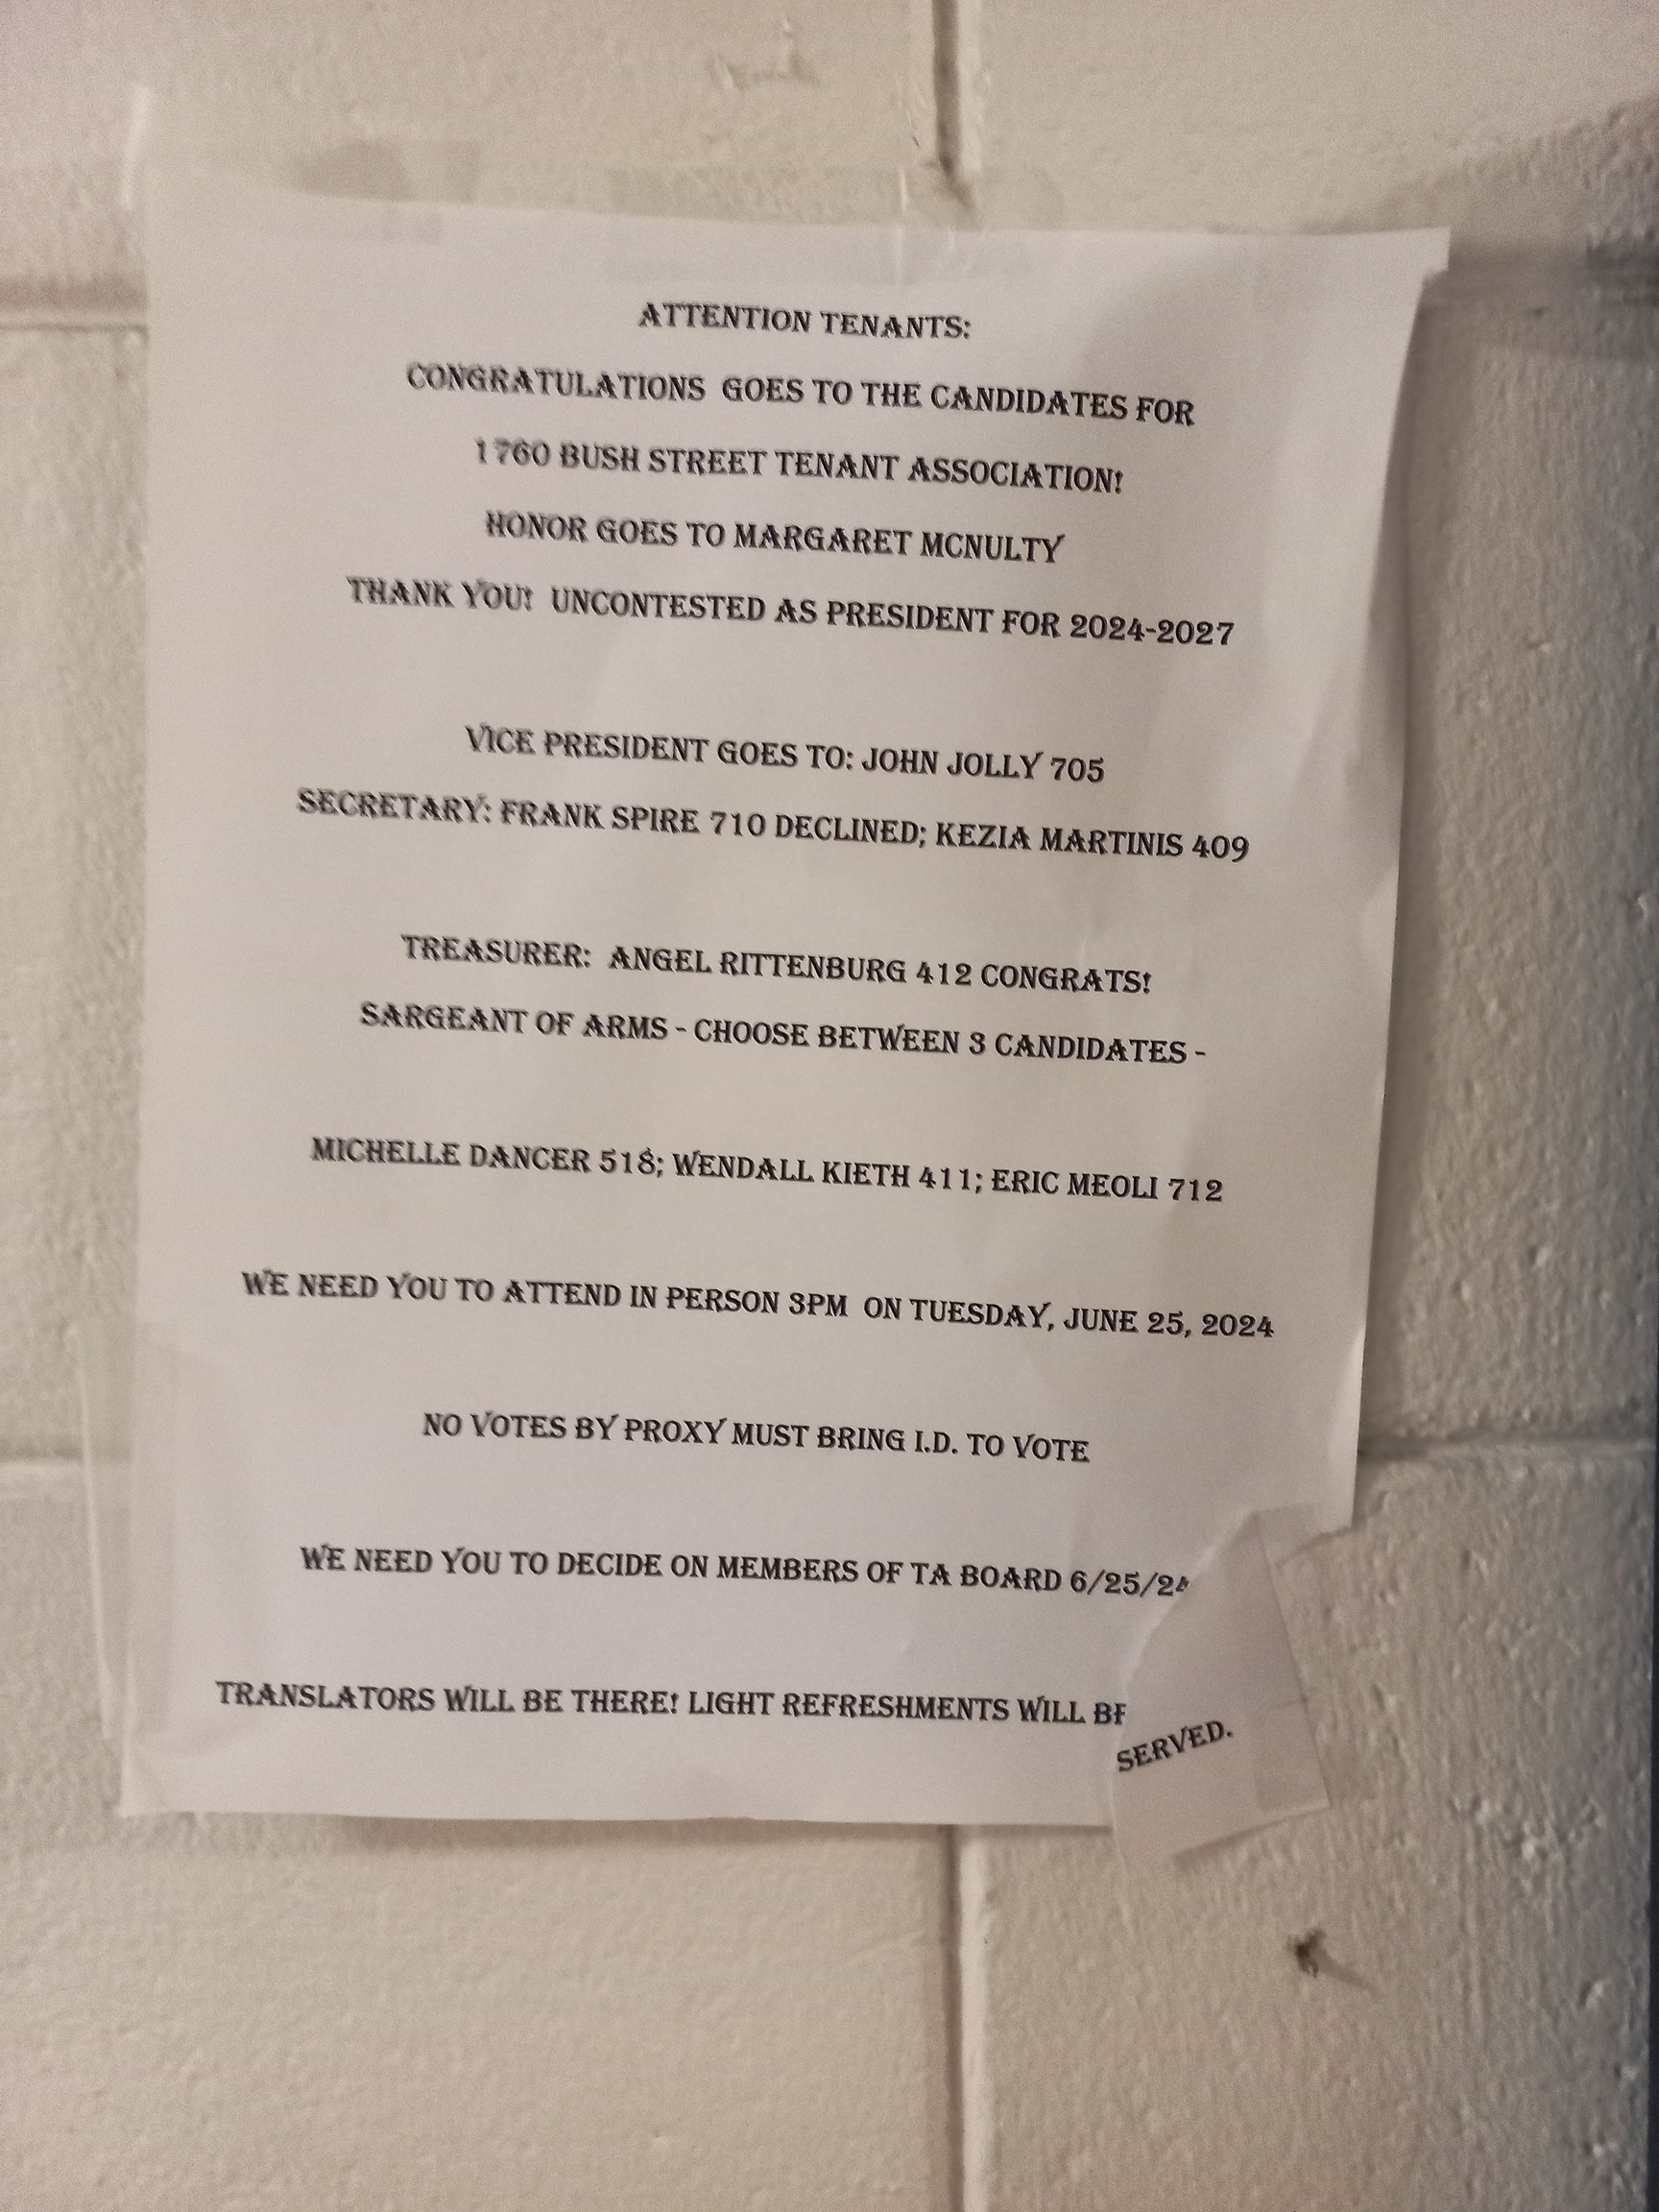 ATTENTION TENANTS:
CONGRATULATIONS GOES TO THE CANDIDATES FOR
1760 BUSH STREET TENANT ASSOCIATION!
HONOR GOES TO MARGARET MCNULTY
THANK YOU! UNCONTESTED AS PRESIDENT FOR 2024-2027
VICE PRESIDENT GOES TO: JOHN JOLLY 705
SECRETARY: FRANK SPIRE 710 DECLINED; KEZIA MARTINIS 409
TREASURER: ANGEL RITTENBURG 412 CONGRATS!
SARGEANT OF ARMS - CHOOSE BETWEEN 3 CANDIDATES -
MICHELLE DANCER 518; WENDALL KIETH 411; ERIC MEOLI 712
WE NEED YOU TO ATTEND IN PERSON 3PM ON TUESDAY, JUNE 25, 2024
NO VOTES BY PROXY MUST BRING I.D. TO VOTE
WE NEED YOU TO DECIDE ON MEMBERS OF TA BOARD 6/25/24
TRANSLATORS WILL BE THERE! LIGHT REFRESHMENTS WILL BE
SERVED.